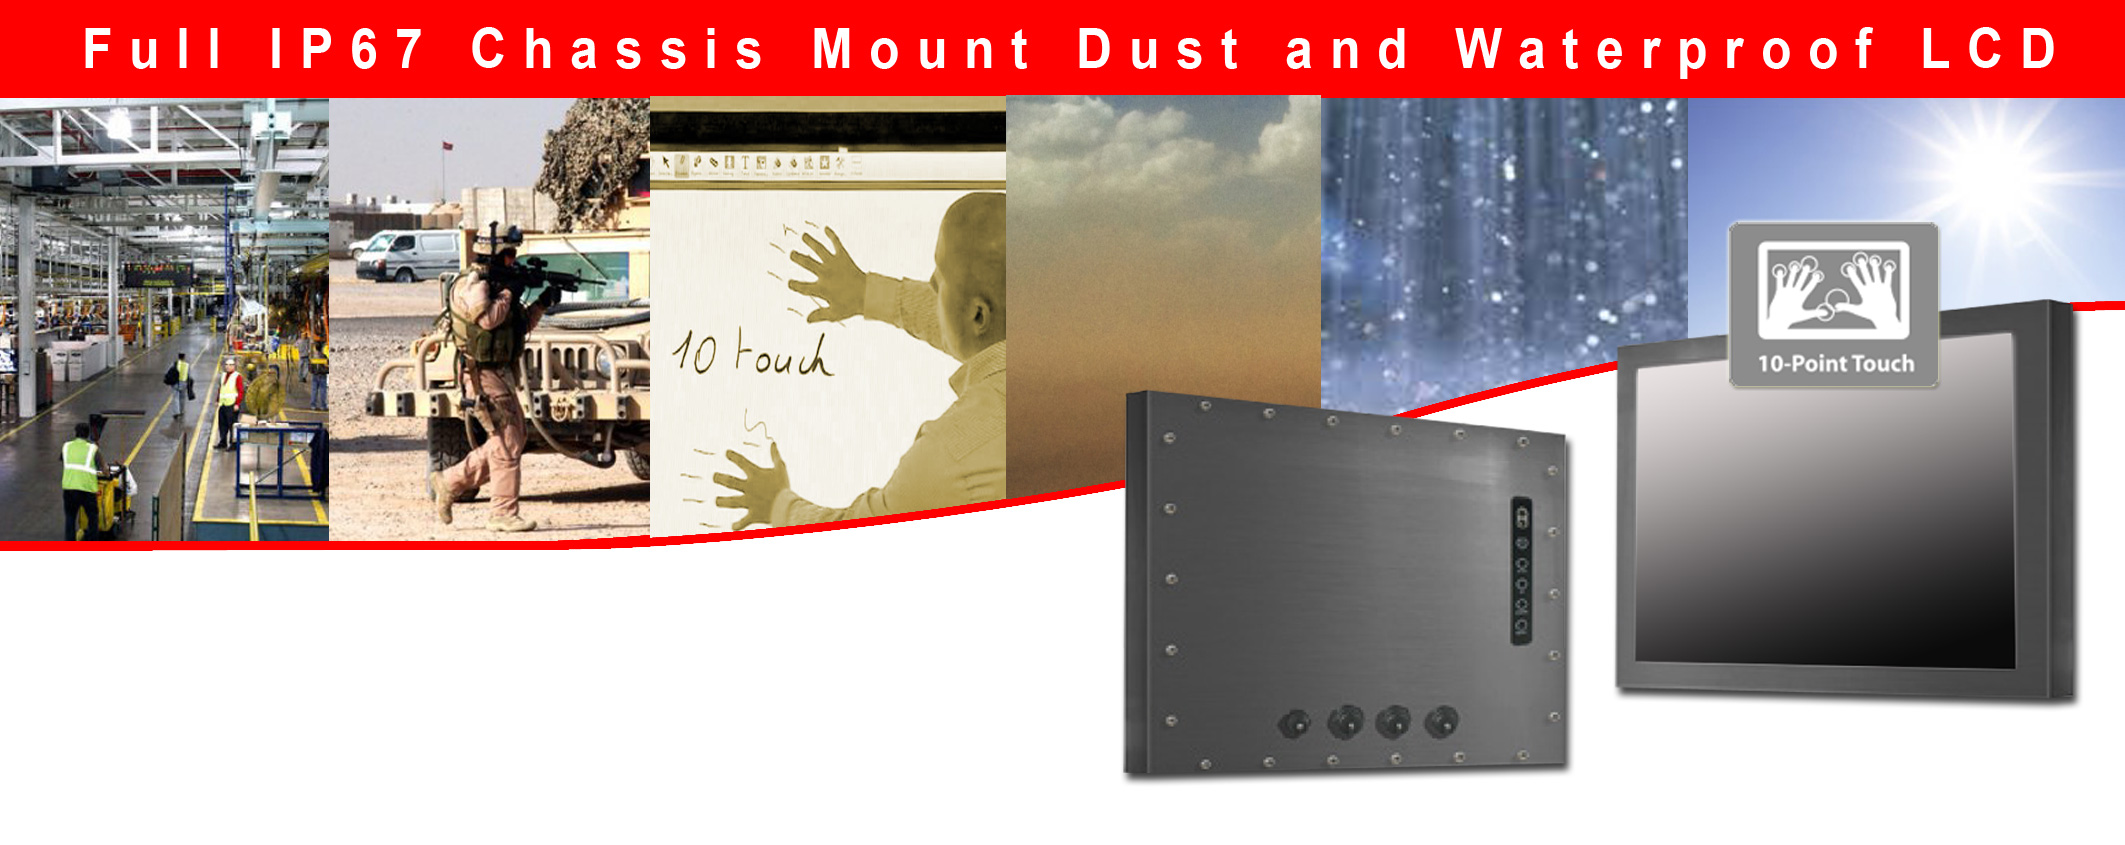 Full IP67 Chassis Mount Dust and Waterproof LCD
10 touch
10-Point Touch